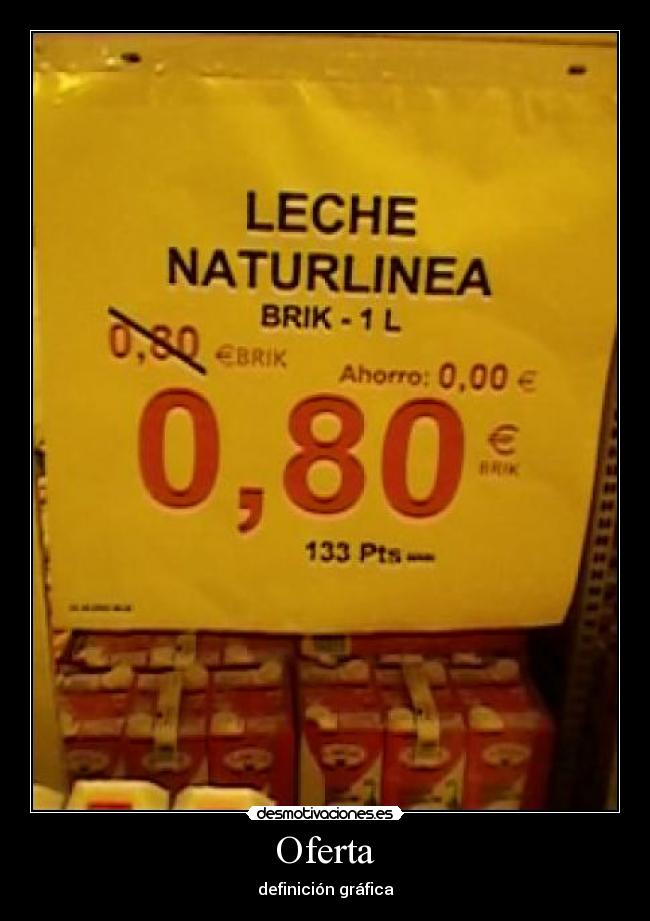 LECHE
NATURLINEA
BRIK - 1 L
0,80 €BRIK
Ahorro: 0,00 €
0,80 €
BRIK
133 Pts
desmotivaciones.es
Oferta
definición gráfica